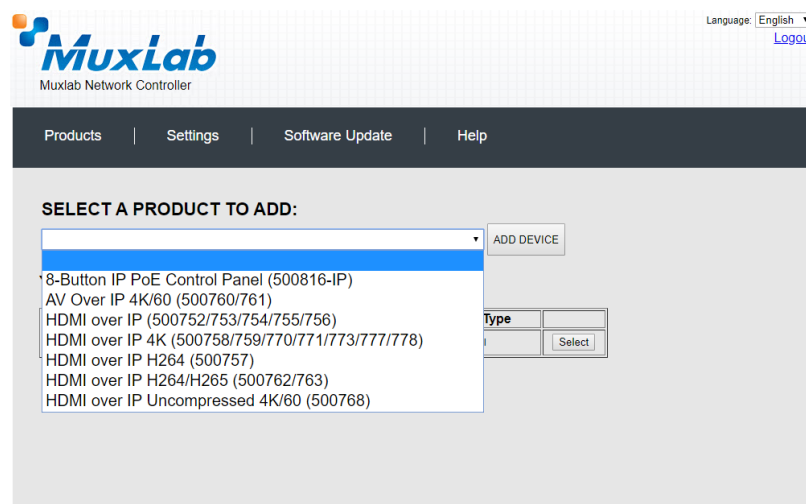 Language: English
Logou
MuxLab
Muxlab Network Controller
Products | Settings | Software Update | Help
SELECT A PRODUCT TO ADD:
ADD DEVICE
8-Button IP PoE Control Panel (500816-IP)
AV Over IP 4K/60 (500760/761)
HDMI over IP (500752/753/754/755/756)
Type
HDMI over IP 4K (500758/759/770/771/773/777/778)
Select
HDMI over IP H264 (500757)
HDMI over IP H264/H265 (500762/763)
HDMI over IP Uncompressed 4K/60 (500768)